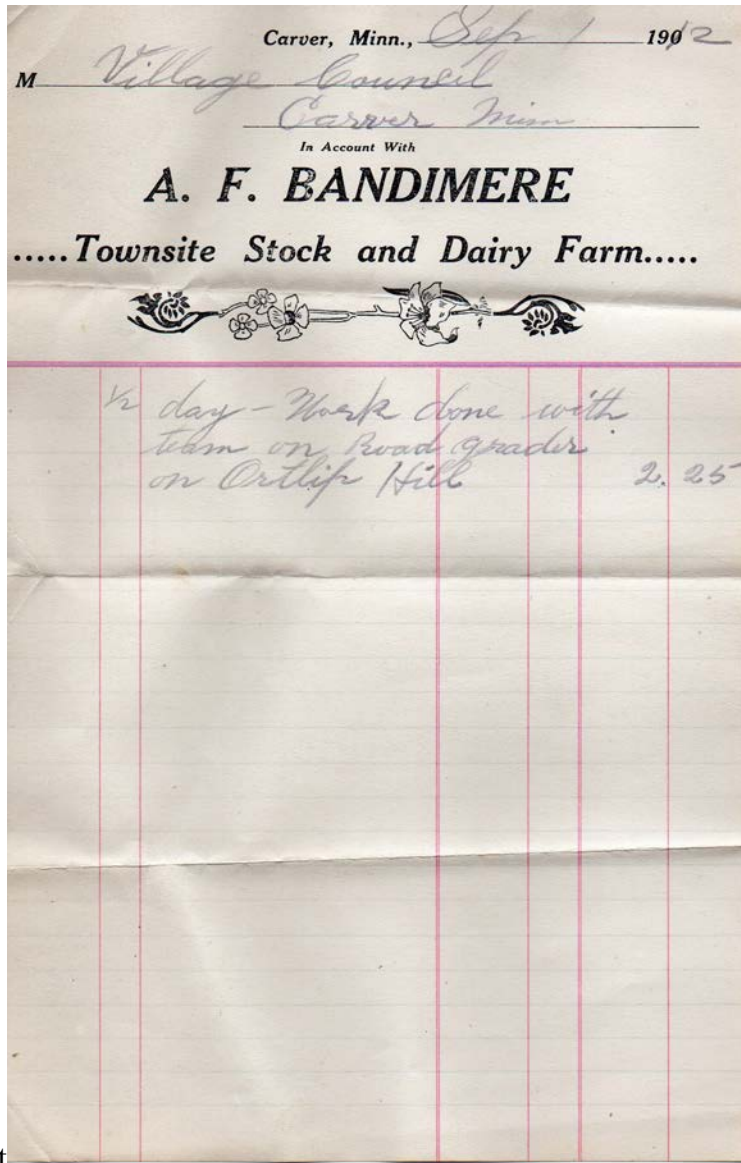 Carver, Minn., Sep 1 1912
M Village Council
Carver Minn
In Account With
A. F. BANDIMERE
.....Townsite Stock and Dairy Farm.....
1/2 day - Work done with
team on Road grader
on Ortlip Hill 2.25
t